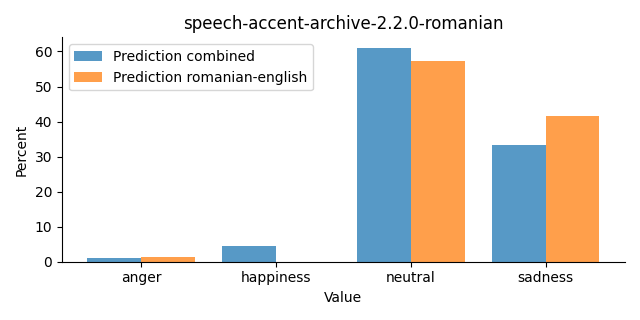 speech-accent-archive-2.2.0-romanian
Prediction combined
Prediction romanian-english
Percent
60
50
40
30
20
10
0
anger happiness neutral sadness
Value